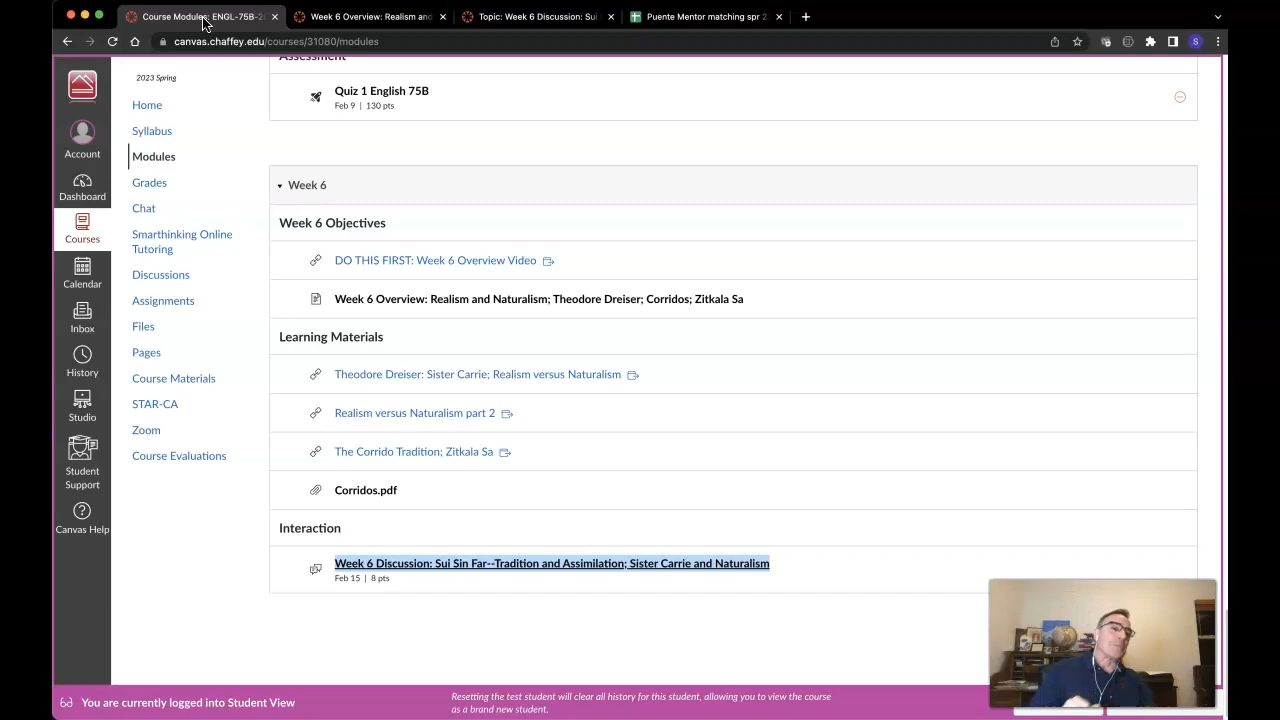 Course Modules: ENGL-75B-2
Week 6 Overview: Realism and
Topic: Week 6 Discussion: Sui
Puente Mentor matching spr 2
canvas.chaffey.edu/courses/31080/modules
S
Account
Dashboard
Courses
Calendar
Inbox
History
Studio
Student
Support
Canvas Help
2023 Spring
Home
Syllabus
Modules
Grades
Chat
Smarthinking Online
Tutoring
Discussions
Assignments
Files
Pages
Course Materials
STAR-CA
Zoom
Course Evaluations
Assessment
Quiz 1 English 75B
Feb 9 | 130 pts
Week 6
Week 6 Objectives
DO THIS FIRST: Week 6 Overview Video
Week 6 Overview: Realism and Naturalism; Theodore Dreiser; Corridos; Zitkala Sa
Learning Materials
Theodore Dreiser: Sister Carrie; Realism versus Naturalism
Realism versus Naturalism part 2
The Corrido Tradition; Zitkala Sa
Corridos.pdf
Interaction
Week 6 Discussion: Sui Sin Far--Tradition and Assimilation; Sister Carrie and Naturalism
Feb 15 | 8 pts
You are currently logged into Student View
Resetting the test student will clear all history for this student, allowing you to view the course
as a brand new student.